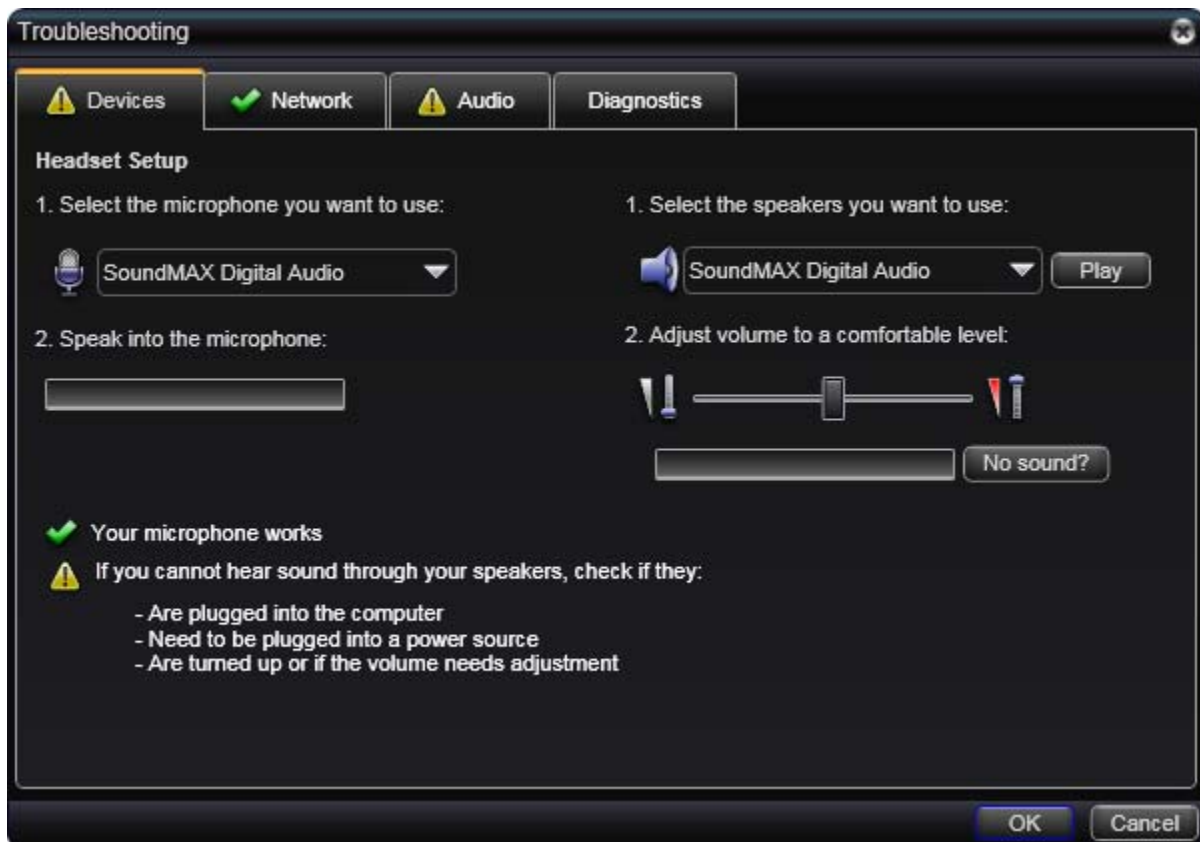 Troubleshooting
Devices
Network
Audio
Diagnostics
Headset Setup
1. Select the microphone you want to use:
SoundMAX Digital Audio
2. Speak into the microphone:
1. Select the speakers you want to use:
SoundMAX Digital Audio
Play
2. Adjust volume to a comfortable level:
No sound?
Your microphone works
If you cannot hear sound through your speakers, check if they:
- Are plugged into the computer
- Need to be plugged into a power source
- Are turned up or if the volume needs adjustment
OK
Cancel